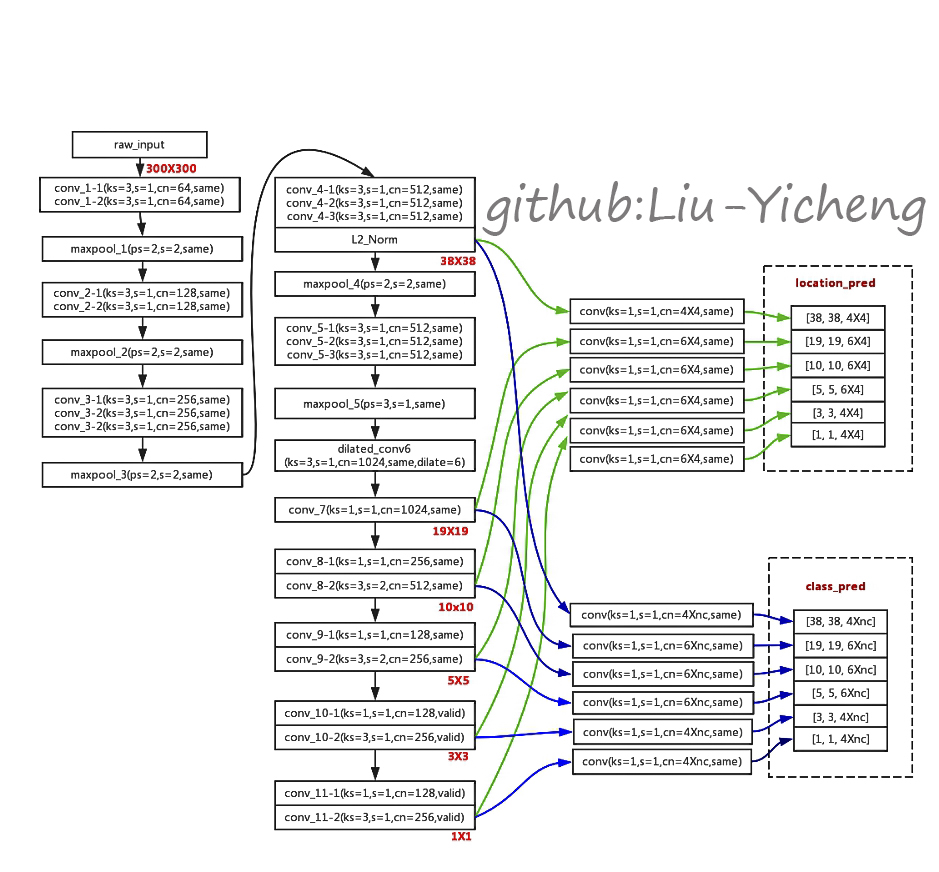 raw_input
300X300
conv_1-1(ks=3,s=1,cn=64,same)
conv_1-2(ks=3,s=1,cn=64,same)
maxpool_1(ps=2,s=2,same)
conv_2-1(ks=3,s=1,cn=128,same)
conv_2-2(ks=3,s=1,cn=128,same)
maxpool_2(ps=2,s=2,same)
conv_3-1(ks=3,s=1,cn=256,same)
conv_3-2(ks=3,s=1,cn=256,same)
conv_3-2(ks=3,s=1,cn=256,same)
maxpool_3(ps=2,s=2,same)
conv_4-1(ks=3,s=1,cn=512,same)
conv_4-2(ks=3,s=1,cn=512,same)
conv_4-3(ks=3,s=1,cn=512,same)
L2_Norm
38X38
maxpool_4(ps=2,s=2,same)
conv_5-1(ks=3,s=1,cn=512,same)
conv_5-2(ks=3,s=1,cn=512,same)
conv_5-3(ks=3,s=1,cn=512,same)
maxpool_5(ps=3,s=1,same)
dilated_conv6
(ks=3,s=1,cn=1024,same,dilate=6)
conv_7(ks=1,s=1,cn=1024,same)
19X19
conv_8-1(ks=1,s=1,cn=256,same)
conv_8-2(ks=3,s=2,cn=512,same)
10x10
conv_9-1(ks=1,s=1,cn=128,same)
conv_9-2(ks=3,s=2,cn=256,same)
5X5
conv_10-1(ks=1,s=1,cn=128,valid)
conv_10-2(ks=3,s=1,cn=256,valid)
3X3
conv_11-1(ks=1,s=1,cn=128,valid)
conv_11-2(ks=3,s=1,cn=256,valid)
1X1
github:Liu-Yicheng
conv(ks=1,s=1,cn=4X4,same)
conv(ks=1,s=1,cn=6X4,same)
conv(ks=1,s=1,cn=6X4,same)
conv(ks=1,s=1,cn=6X4,same)
conv(ks=1,s=1,cn=6X4,same)
conv(ks=1,s=1,cn=6X4,same)
location_pred
[38, 38, 4X4]
[19, 19, 6X4]
[10, 10, 6X4]
[5, 5, 6X4]
[3, 3, 4X4]
[1, 1, 4X4]
conv(ks=1,s=1,cn=4Xnc,same)
conv(ks=1,s=1,cn=6Xnc,same)
conv(ks=1,s=1,cn=6Xnc,same)
conv(ks=1,s=1,cn=6Xnc,same)
conv(ks=1,s=1,cn=4Xnc,same)
conv(ks=1,s=1,cn=4Xnc,same)
class_pred
[38, 38, 4Xnc]
[19, 19, 6Xnc]
[10, 10, 6Xnc]
[5, 5, 6Xnc]
[3, 3, 4Xnc]
[1, 1, 4Xnc]